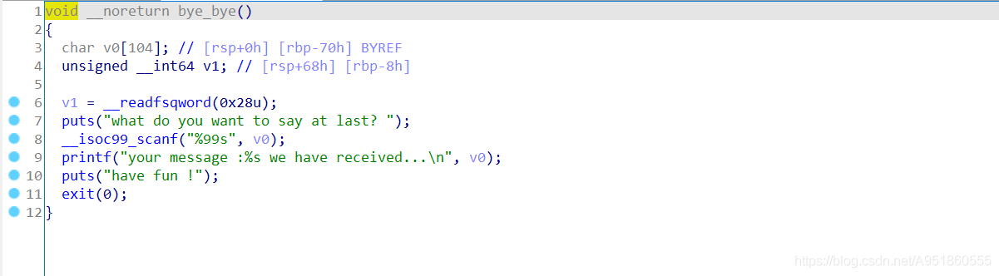 1 void __noreturn bye_bye()
2 {
3 char v0[104]; // [rsp+0h] [rbp-70h] BYREF
4 unsigned __int64 v1; // [rsp+68h] [rbp-8h]
5
6 v1 = __readfsqword(0x28u);
7 puts("what do you want to say at last? ");
8 __isoc99_scanf("%99s", v0);
9 printf("your message :%s we have received...\n", v0);
10 puts("have fun !");
11 exit(0);
12 }
https://blog.csdn.net/A951860555